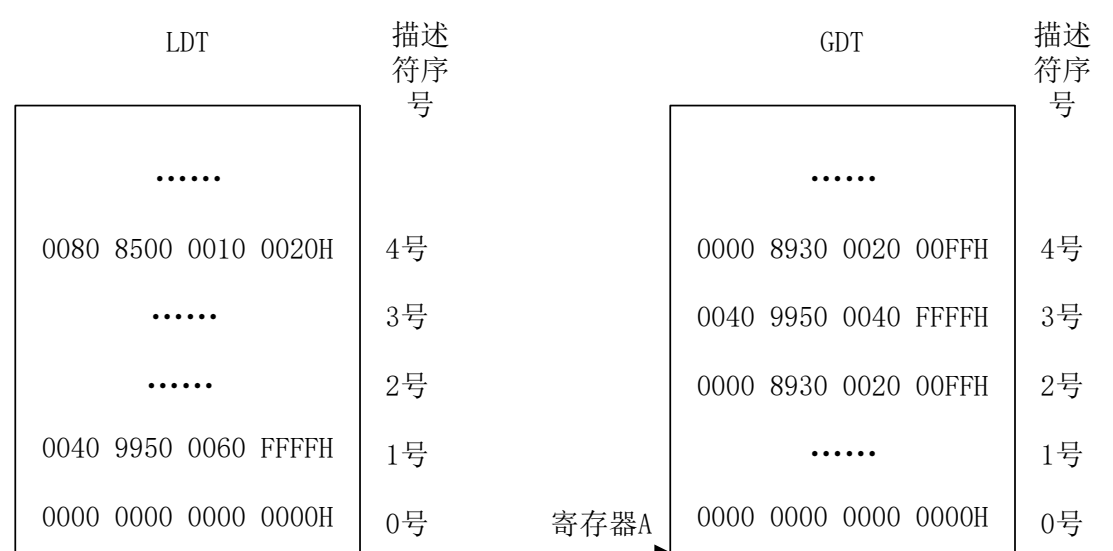 LDT
描述
符序
号
......
0080 8500 0010 0020H 4号
...... 3号
...... 2号
0040 9950 0060 FFFFH 1号
0000 0000 0000 0000H 0号
GDT
描述
符序
号
......
0000 8930 0020 00FFH 4号
0040 9950 0040 FFFFH 3号
0000 8930 0020 00FFH 2号
...... 1号
寄存器A 0000 0000 0000 0000H 0号